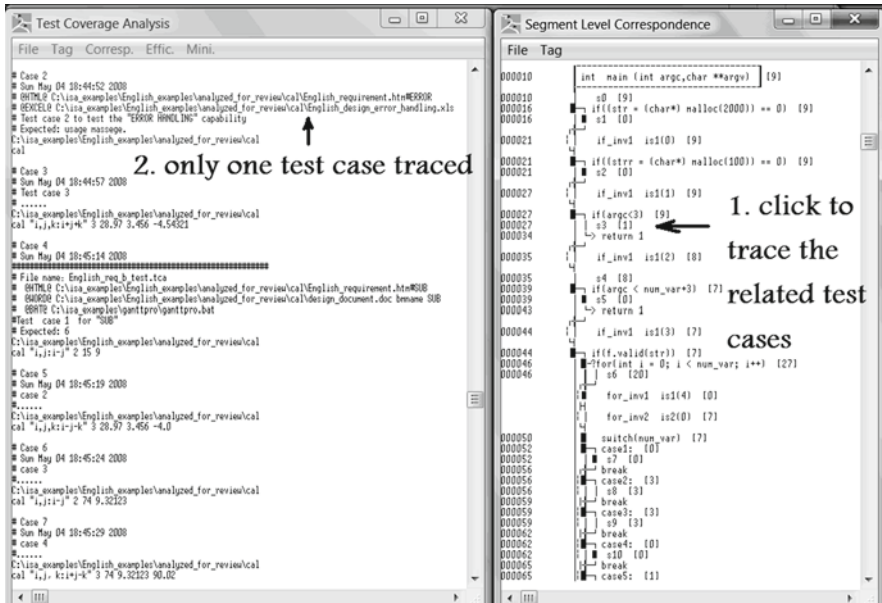 Test Coverage Analysis
File Tag Corresp. Effic. Mini.
# Case 2
# Sun May 04 18:44:52 2008
# @HTML@ C:\isa_examples\English_examples\analyzed_for_review\cal\English_requirement.htm#ERROR
# @EXCEL@ C:\isa_examples\English_examples\analyzed_for_review\cal\English_design_error_handling.xls
# Test case 2 to test the "ERROR HANDLING" capability
# Expected: usage massege.
C:\isa_examples\English_examples\analyzed_for_review\cal
cal
2. only one test case traced
# Case 3
# Sun May 04 18:44:57 2008
# Test case 3
# ......
C:\isa_examples\English_examples\analyzed_for_review\cal
cal "i,j,k:i+j+k" 3 28.97 3.456 -4.54321
# Case 4
# Sun May 04 18:45:14 2008
# File name: English_req_b_test.tca
# @HTML@ C:\isa_examples\English_examples\analyzed_for_review\cal\English_requirement.htm#SUB
# @WORD@ C:\isa_examples\English_examples\analyzed_for_review\cal\design_document.doc bmname SUB
# @BAT@ C:\isa_examples\ganttpro\ganttpro.bat
#Test case 1 for "SUB"
# Expected: 6
C:\isa_examples\English_examples\analyzed_for_review\cal
cal "i,j:i-j" 2 15 9
# Case 5
# Sun May 04 18:45:19 2008
# case 2
#......
C:\isa_examples\English_examples\analyzed_for_review\cal
cal "i,j,k:i-j-k" 3 28.97 3.456 -4.0
# Case 6
# Sun May 04 18:45:24 2008
# case 3
#......
C:\isa_examples\English_examples\analyzed_for_review\cal
cal "i,j:i-j" 2 74 9.32123
# Case 7
# Sun May 04 18:45:29 2008
# case 4
#......
C:\isa_examples\English_examples\analyzed_for_review\cal
cal "i,j, k:i+j-k" 3 74 9.32123 90.02
Segment Level Correspondence
File Tag
000010 int main (int argc,char **argv) [9]
000010 s0 [9]
000016 if((str = (char*) malloc(2000)) == 0) [9]
000016 s1 [0]
000021 if_inv1 is1(0) [9]
000021 if((strr = (char*) malloc(100)) == 0) [9]
000021 s2 [0]
000027 if_inv1 is1(1) [9]
000027 if(argc<3) [9]
000027 s3 [1]
000034 return 1
1. click to
trace the
related test
cases
000035 if_inv1 is1(2) [8]
000035 s4 [8]
000039 if(argc < num_var+3) [7]
000039 s5 [0]
000043 return 1
000044 if_inv1 is1(3) [7]
000044 if(f.valid(str)) [7]
000046 ?for(int i = 0; i < num_var; i++) [27]
000046 s6 [20]
for_inv1 is1(4) [0]
for_inv2 is2(0) [7]
000050 switch(num_var) [7]
000052 case1: [0]
000052 s7 [0]
000056 break
000056 case2: [3]
000056 s8 [3]
000059 break
000059 case3: [3]
000059 s9 [3]
000062 break
000062 case4: [0]
000062 s10 [0]
000065 break
000065 case5: [1]